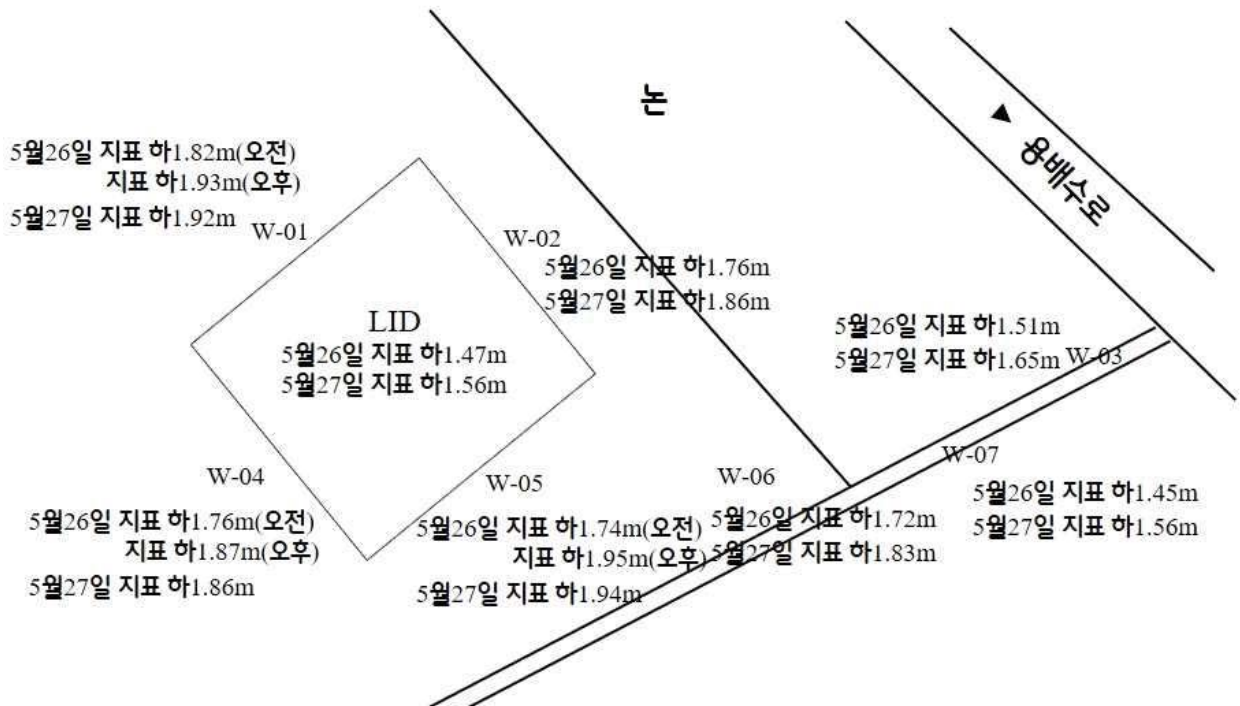 논
▶ 용배수로
5월26일 지표 하1.82m(오전)
지표 하1.93m(오후)
5월27일 지표 하1.92m
W-01
W-02
5월26일 지표 하1.76m
5월27일 지표 하1.86m
LID
5월26일 지표 하1.47m
5월27일 지표 하1.56m
5월26일 지표 하1.51m
5월27일 지표 하1.65m
W-03
W-04
5월26일 지표 하1.76m(오전)
지표 하1.87m(오후)
5월27일 지표 하1.86m
W-05
5월26일 지표 하1.74m(오전)
지표 하1.95m(오후)
5월27일 지표 하1.94m
W-06
5월26일 지표 하1.72m
5월27일 지표 하1.83m
W-07
5월26일 지표 하1.45m
5월27일 지표 하1.56m